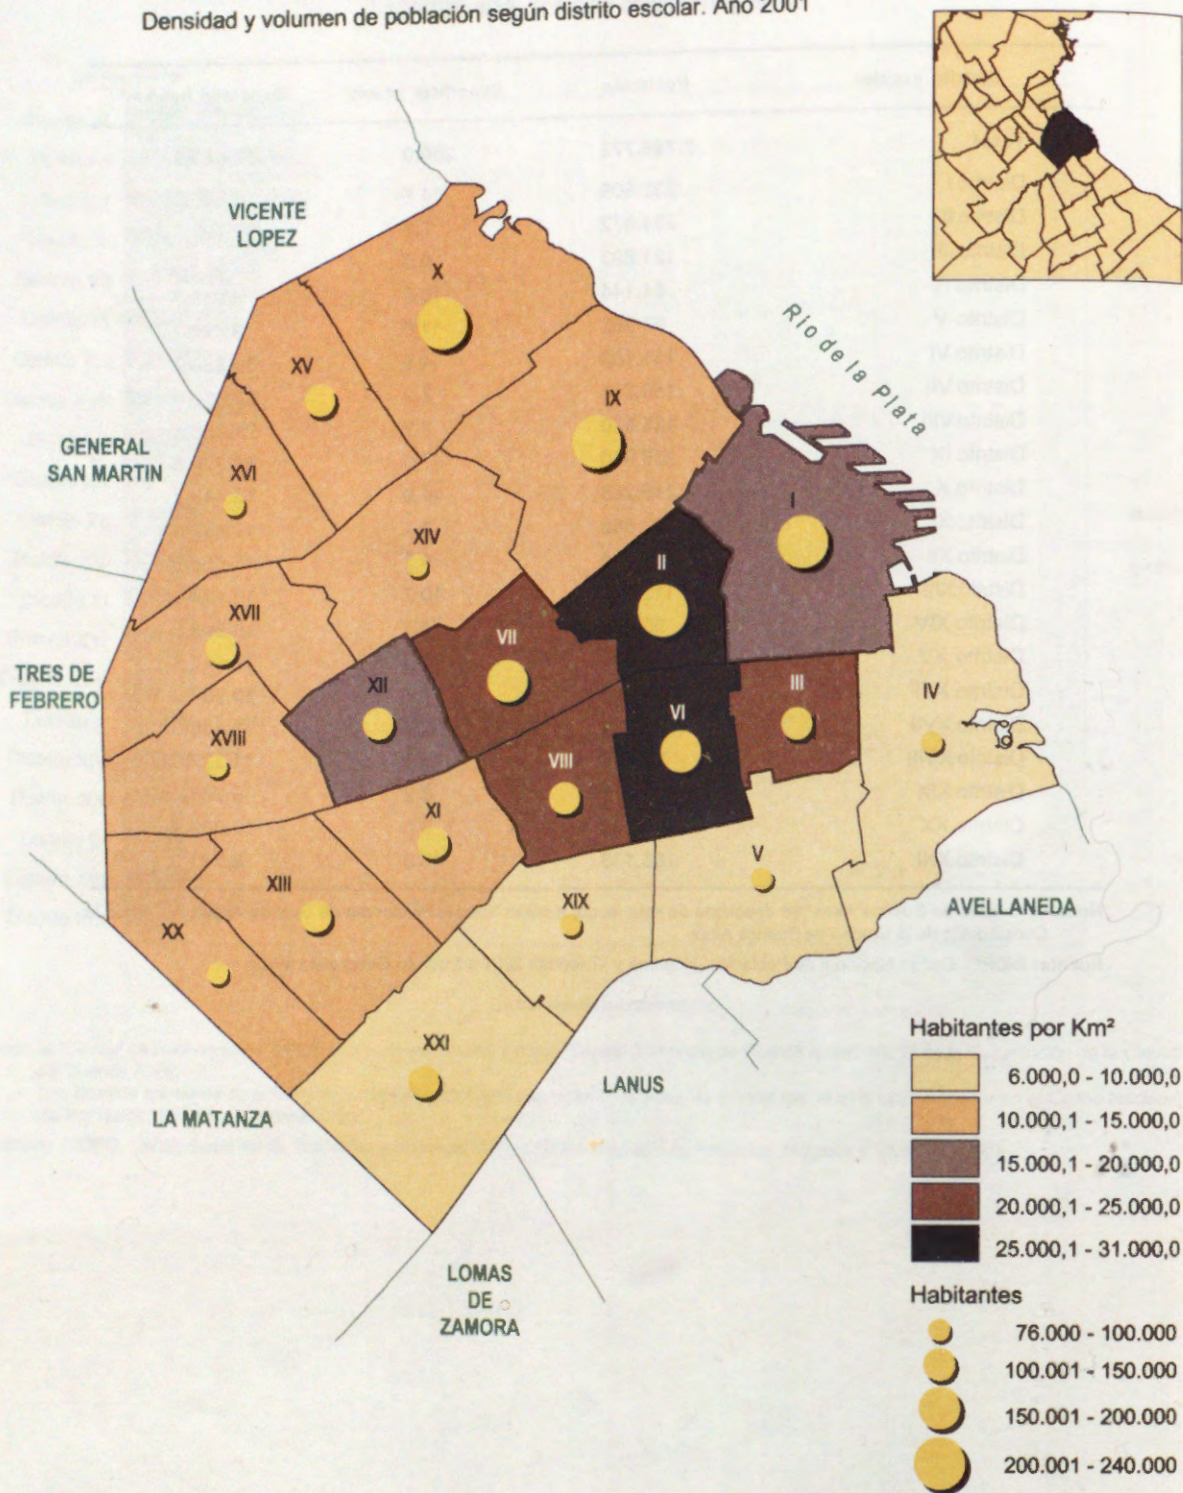 Densidad y volumen de población según distrito escolar. Año 2001
VICENTE
LOPEZ
X
Rio de la Plata
XV
IX
GENERAL
SAN MARTIN
XVI
I
XIV
II
XVII
VII
TRES DE
FEBRERO
XII
III
IV
VI
XVIII
VIII
XI
V
XIII
XIX
AVELLANEDA
XX
XXI
LANUS
LA MATANZA
LOMAS
DE
ZAMORA
Habitantes por Km²
6.000,0 - 10.000,0
10.000,1 - 15.000,0
15.000,1 - 20.000,0
20.000,1 - 25.000,0
25.000,1 - 31.000,0
Habitantes
76.000 - 100.000
100.001 - 150.000
150.001 - 200.000
200.001 - 240.000